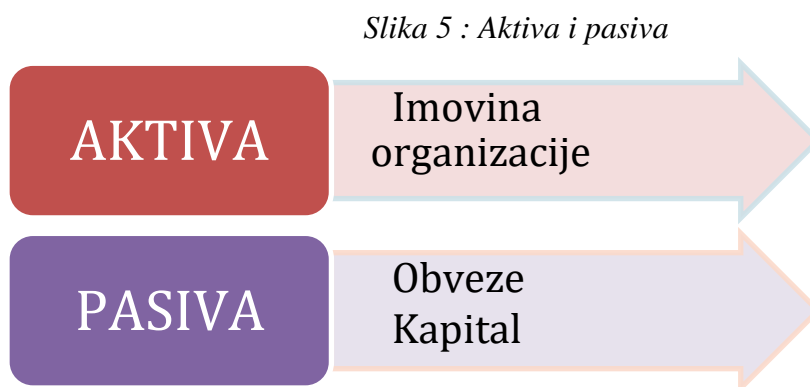 Slika 5 : Aktiva i pasiva
AKTIVA
Imovina
organizacije
PASIVA
Obveze
Kapital